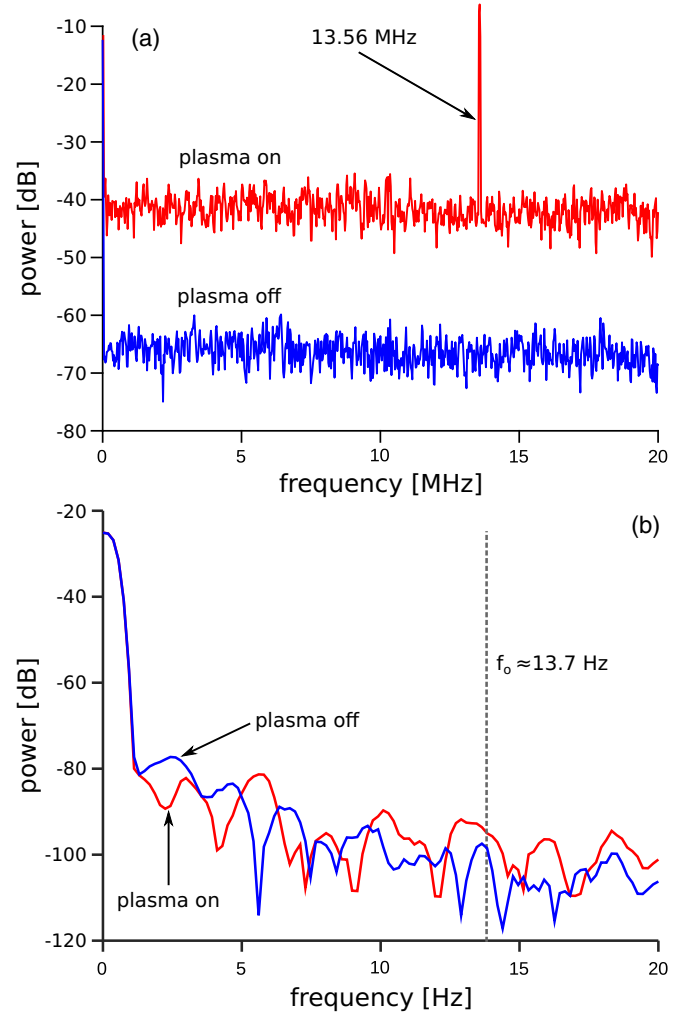 (a)
13.56 MHz
plasma on
plasma off
power [dB]
-10
-20
-30
-40
-50
-60
-70
-80
0
5
10
15
20
frequency [MHz]
(b)
f₀ ≈13.7 Hz
plasma off
plasma on
power [dB]
-20
-40
-60
-80
-100
-120
0
5
10
15
20
frequency [Hz]